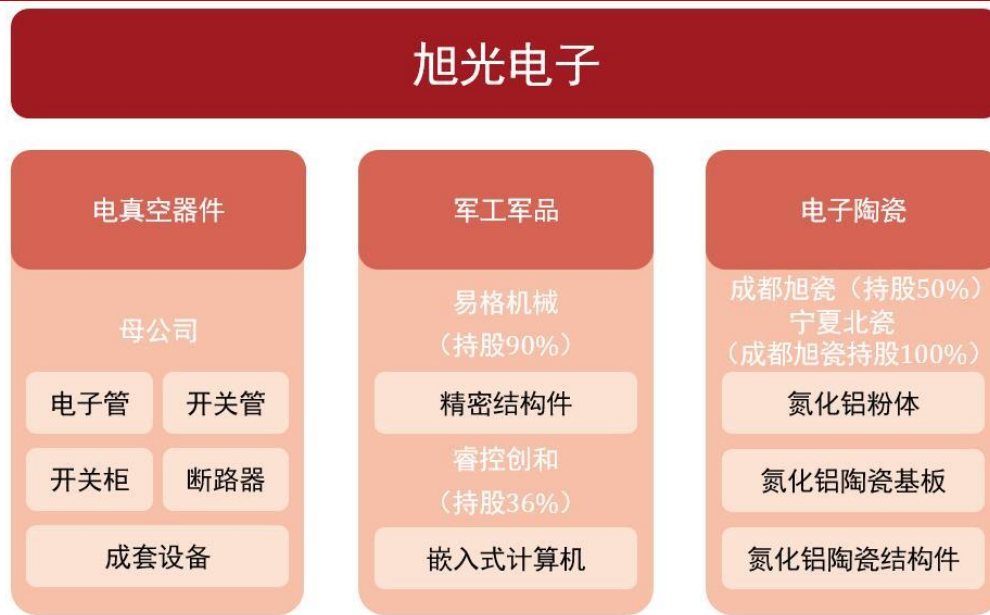 旭光电子
电真空器件
母公司
电子管
开关管
开关柜
断路器
成套设备
军工军品
易格机械
（持股90%）
精密结构件
睿控创和
（持股36%）
嵌入式计算机
电子陶瓷
成都旭瓷（持股50%）
宁夏北瓷
（成都旭瓷持股100%）
氮化铝粉体
氮化铝陶瓷基板
氮化铝陶瓷结构件